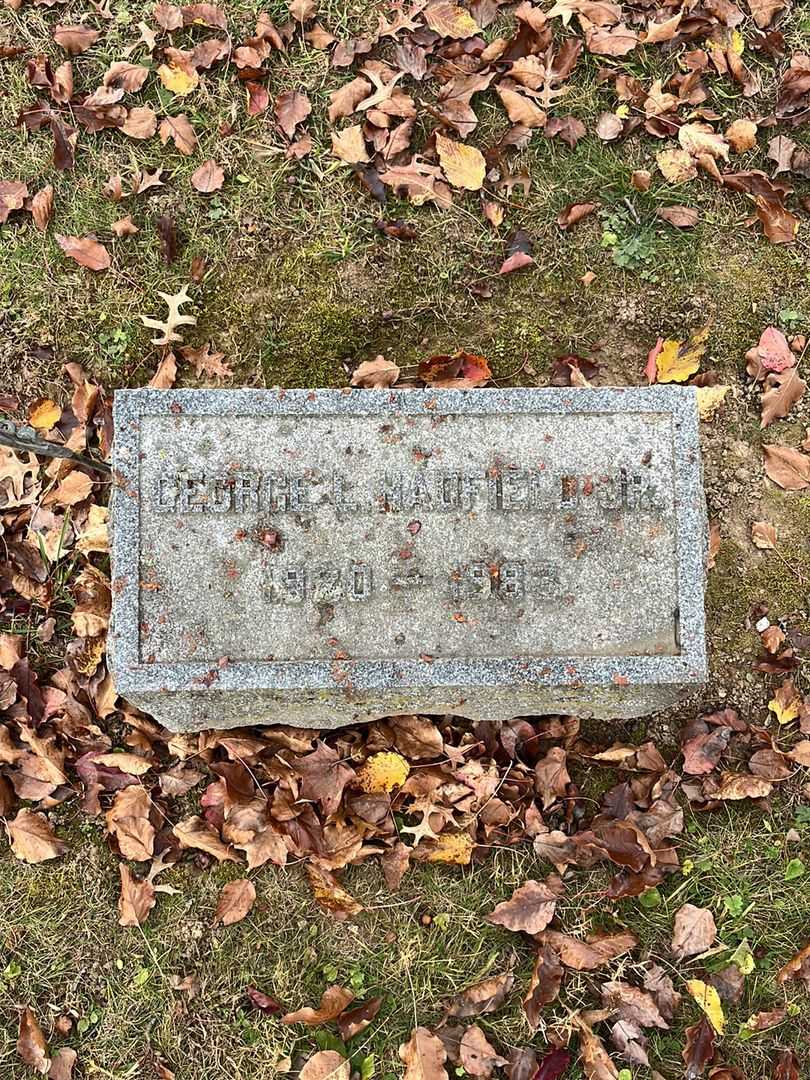 GEORGE L. HADFIELD JR.
1920 – 1983